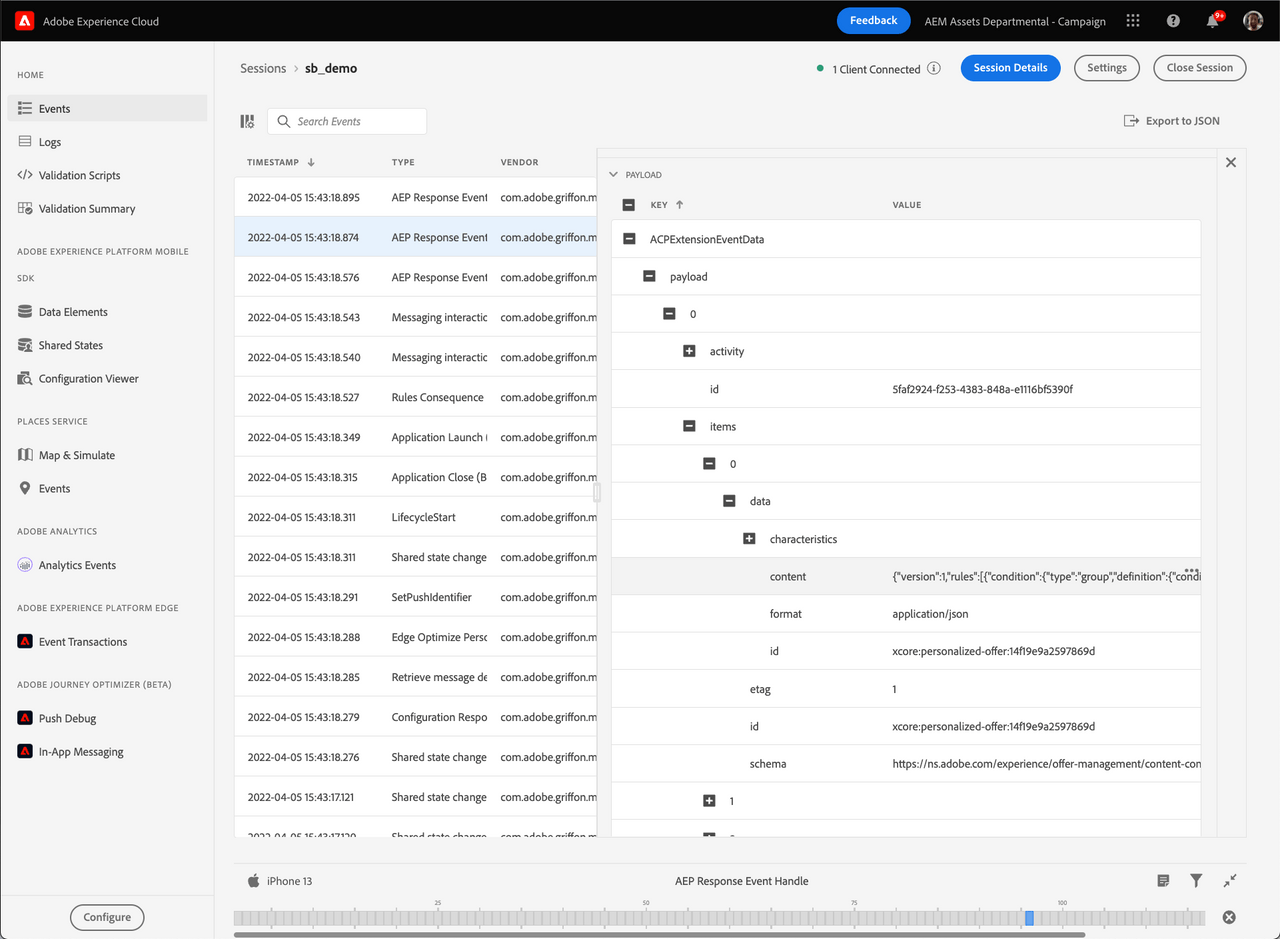 Adobe Experience Cloud
Feedback
AEM Assets Departmental - Campaign
9+
HOME
Events
Logs
Validation Scripts
Validation Summary
ADOBE EXPERIENCE PLATFORM MOBILE
SDK
Data Elements
Shared States
Configuration Viewer
PLACES SERVICE
Map & Simulate
Events
ADOBE ANALYTICS
Analytics Events
ADOBE EXPERIENCE PLATFORM EDGE
Event Transactions
ADOBE JOURNEY OPTIMIZER (BETA)
Push Debug
In-App Messaging
Configure
Sessions > sb_demo
1 Client Connected
Session Details
Settings
Close Session
Search Events
Export to JSON
TIMESTAMP TYPE VENDOR
2022-04-05 15:43:18.895 AEP Response Event com.adobe.griffon.m
2022-04-05 15:43:18.874 AEP Response Event com.adobe.griffon.m
2022-04-05 15:43:18.576 AEP Response Event com.adobe.griffon.m
2022-04-05 15:43:18.543 Messaging interactic com.adobe.griffon.m
2022-04-05 15:43:18.540 Messaging interactic com.adobe.griffon.m
2022-04-05 15:43:18.527 Rules Consequence com.adobe.griffon.m
2022-04-05 15:43:18.349 Application Launch ( com.adobe.griffon.m
2022-04-05 15:43:18.315 Application Close (B com.adobe.griffon.m
2022-04-05 15:43:18.311 LifecycleStart com.adobe.griffon.m
2022-04-05 15:43:18.311 Shared state change com.adobe.griffon.m
2022-04-05 15:43:18.291 SetPushIdentifier com.adobe.griffon.m
2022-04-05 15:43:18.288 Edge Optimize Persc com.adobe.griffon.m
2022-04-05 15:43:18.285 Retrieve message de com.adobe.griffon.m
2022-04-05 15:43:18.279 Configuration Respo com.adobe.griffon.m
2022-04-05 15:43:18.276 Shared state change com.adobe.griffon.m
2022-04-05 15:43:17.121 Shared state change com.adobe.griffon.m
2022-04-05 15:43:17.120 Shared state change com.adobe.griffon.m
PAYLOAD
KEY VALUE
ACPExtensionEventData
payload
0
activity
id 5faf2924-f253-4383-848a-e1116bf5390f
items
0
data
characteristics
content {"version":1,"rules":[{"condition":{"type":"group","definition":{"condi
format application/json
id xcore:personalized-offer:14f19e9a2597869d
etag 1
id xcore:personalized-offer:14f19e9a2597869d
schema https://ns.adobe.com/experience/offer-management/content-con
1
iPhone 13
AEP Response Event Handle
25 50 75 100